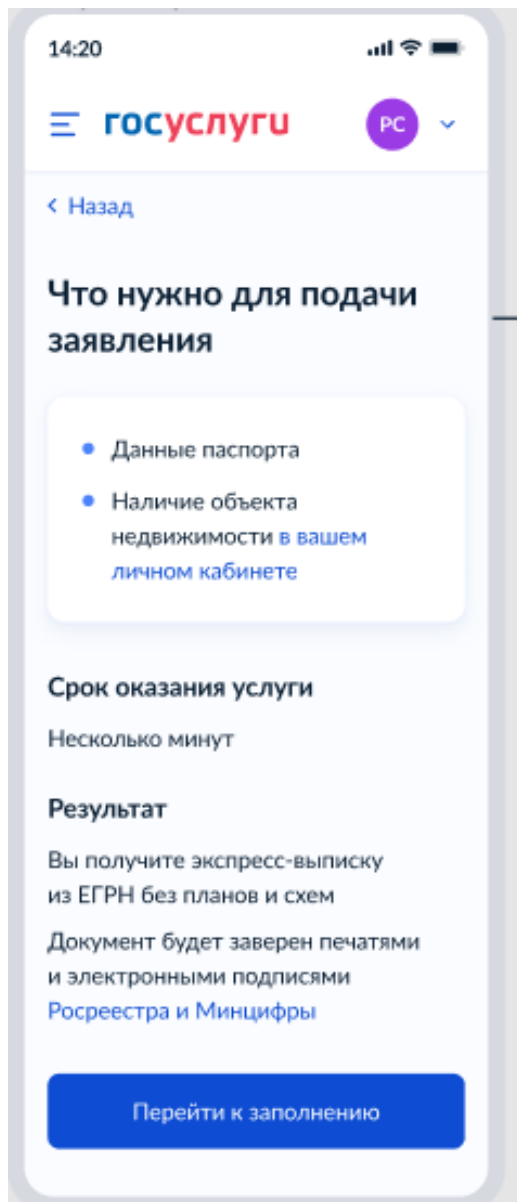 14:20
госуслуги
РС
Назад
Что нужно для подачи
заявления
Данные паспорта
Наличие объекта
недвижимости в вашем
личном кабинете
Срок оказания услуги
Несколько минут
Результат
Вы получите экспресс-выписку
из ЕГРН без планов и схем
Документ будет заверен печатями
и электронными подписями
Росреестра и Минцифры
Перейти к заполнению